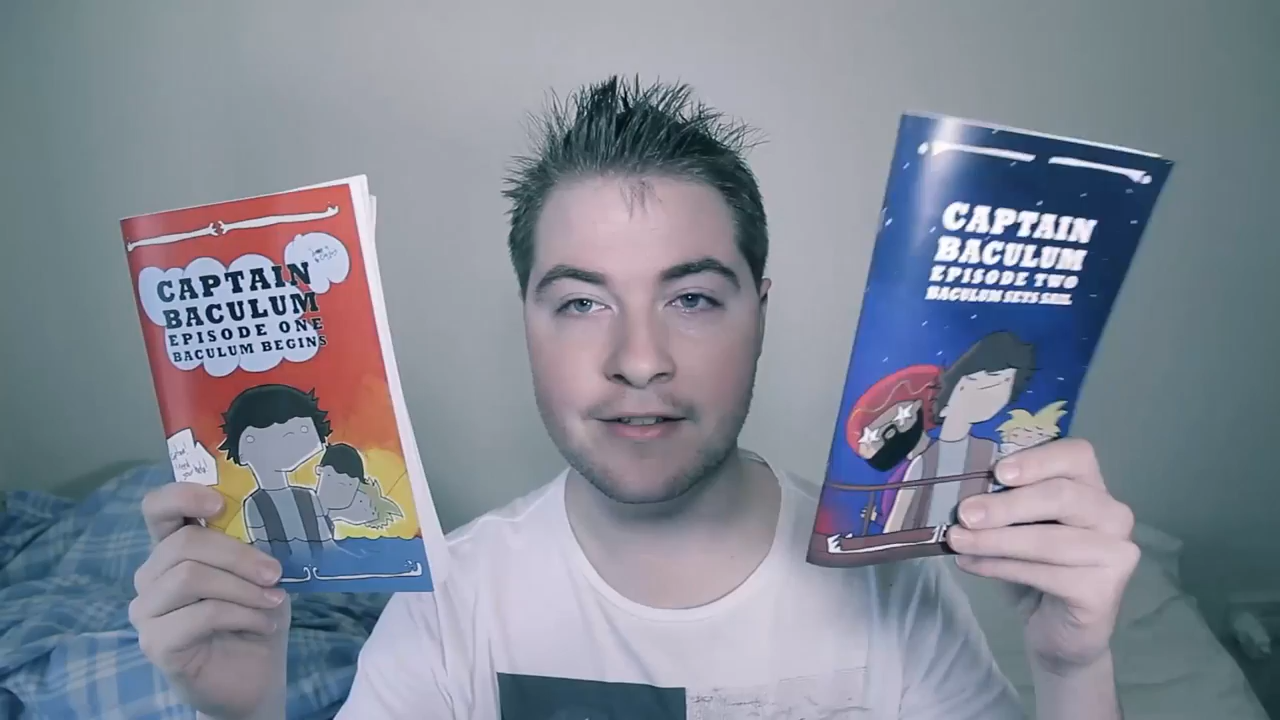 CAPTAIN
BACULUM
EPISODE ONE
BACULUM BEGINS
CAPTAIN
BACULUM
EPISODE TWO
BACULUM SETS SAIL